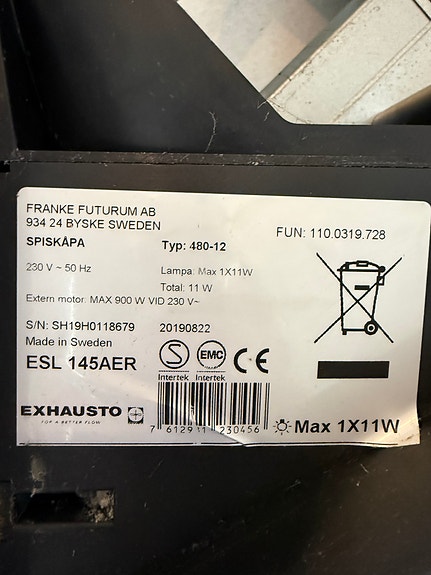 FRANKE FUTURUM AB
934 24 BYSKE SWEDEN
SPISKÅPA Typ: 480-12 FUN: 110.0319.728
230 V ~ 50 Hz Lampa: Max 1X11W
Total: 11 W
Extern motor: MAX 900 W VID 230 V~
S/N: SH19H0118679 20190822
Made in Sweden
ESL 145AER S EMC CE
Intertek Intertek
EXHAUSTO
TOP A BETTER FLOW
7 612911 230456
Max 1X11W